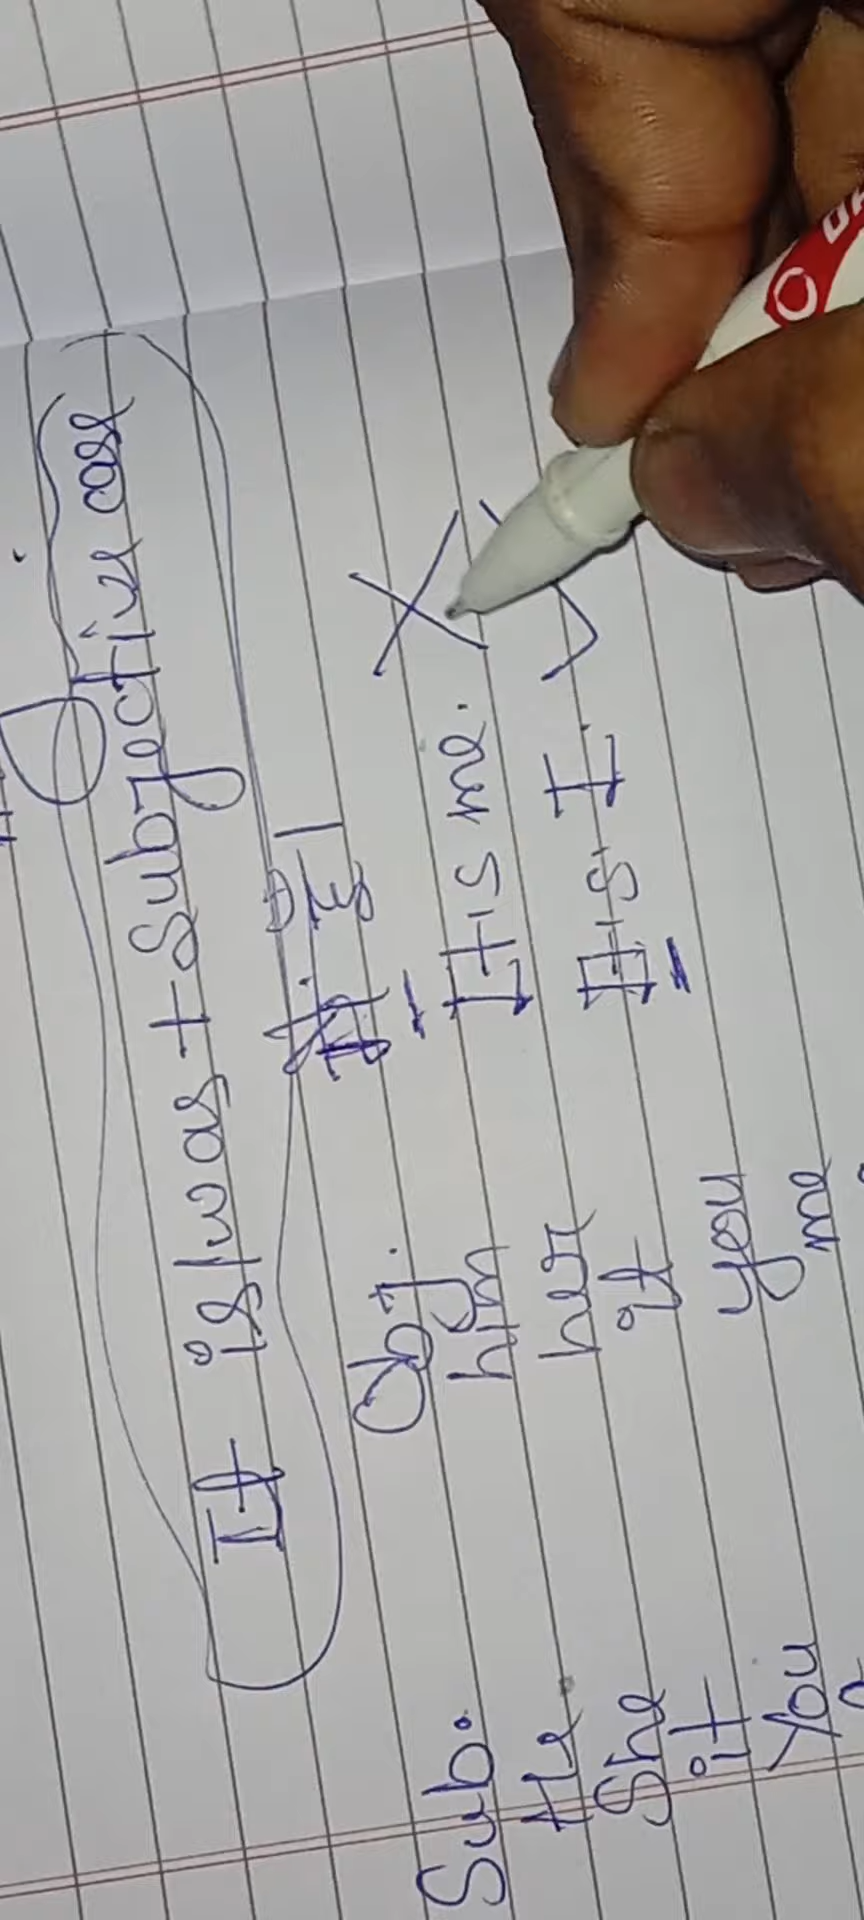 It is/was + Subjective case
मैं हूँ।
Sub. Obj. It is me.
He him It is I.
She her
it it
You you
me